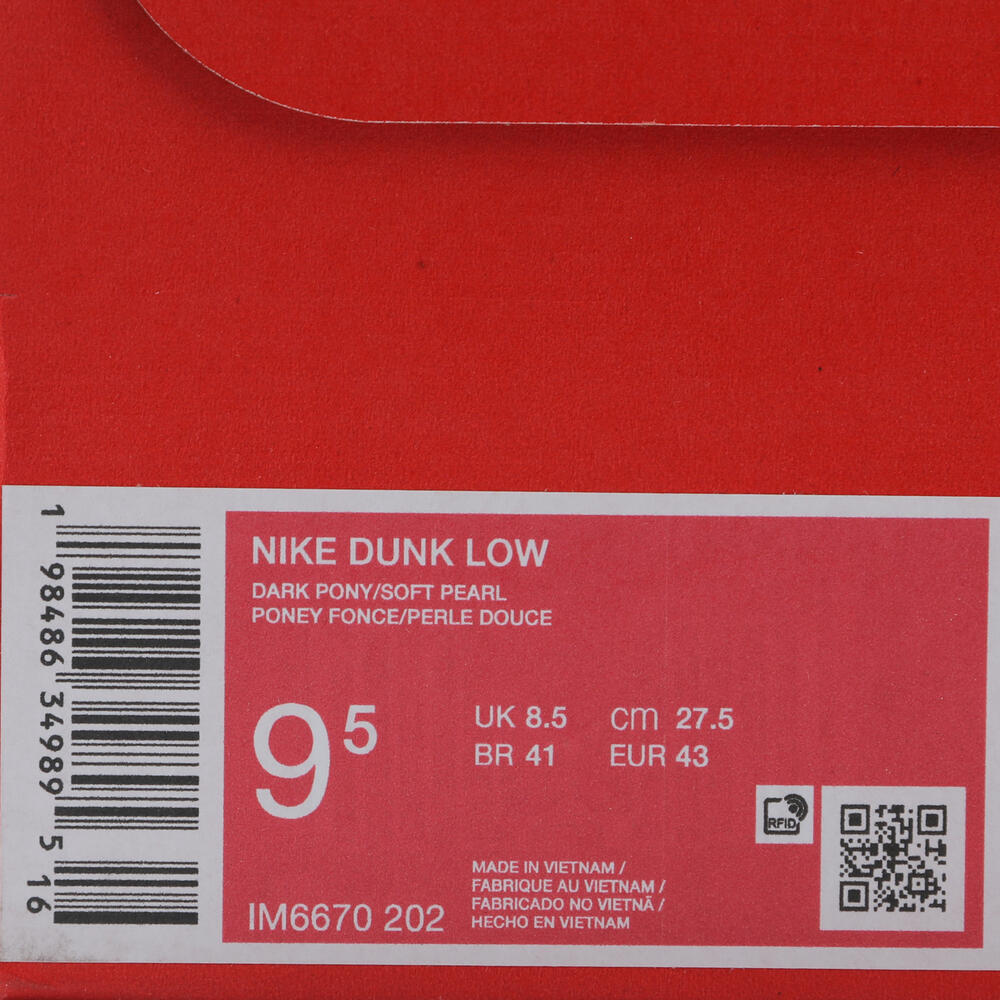 1 98486 34989 5 16
NIKE DUNK LOW
DARK PONY/SOFT PEARL
PONEY FONCE/PERLE DOUCE
9⁵
UK 8.5 cm 27.5
BR 41 EUR 43
RFID
MADE IN VIETNAM /
FABRIQUE AU VIETNAM /
FABRICADO NO VIETNÃ /
HECHO EN VIETNAM
IM6670 202